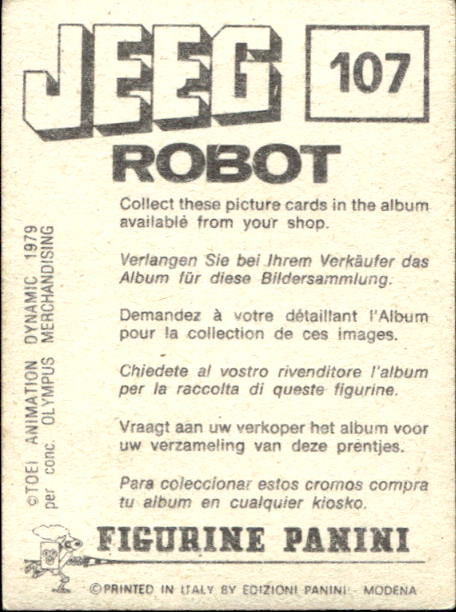 JEEG
107
ROBOT
Collect these picture cards in the album
available from your shop.
Verlangen Sie bei Ihrem Verkäufer das
Album für diese Bildersammlung.
Demandez à votre détaillant l'Album
pour la collection de ces images.
Chiedete al vostro rivenditore l'album
per la raccolta di queste figurine.
Vraagt aan uw verkoper het album voor
uw verzameling van deze prentjes.
Para coleccionar estos cromos compra
tu album en cualquier kiosko.
©TOEI ANIMATION DYNAMIC 1979
per conc. OLYMPUS MERCHANDISING
FIGURINE PANINI
©PRINTED IN ITALY BY EDIZIONI PANINI - MODENA